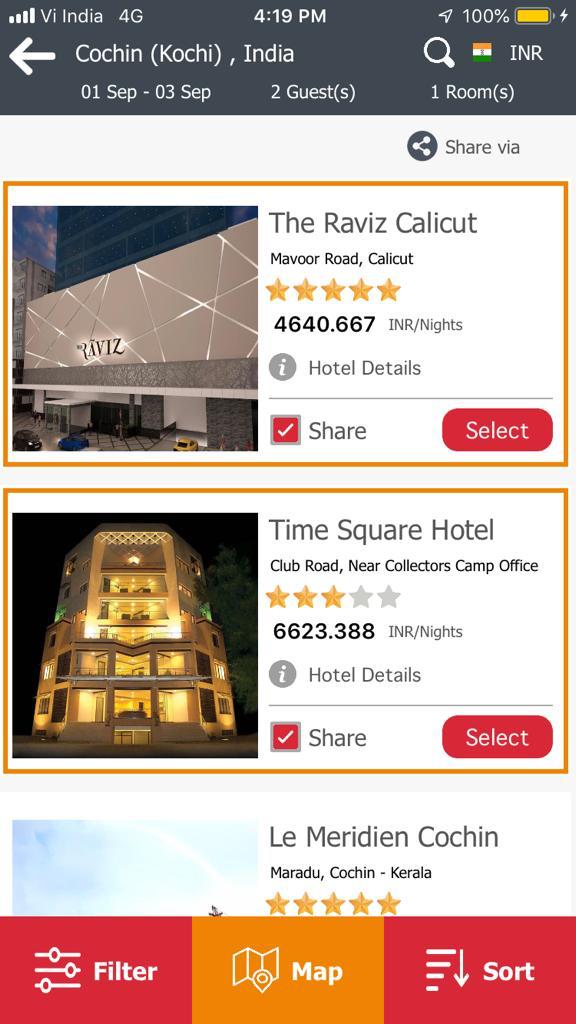 Vi India 4G 4:19 PM 100%
Cochin (Kochi) , India INR
01 Sep - 03 Sep 2 Guest(s) 1 Room(s)
Share via
The Raviz Calicut
Mavoor Road, Calicut
THE RAVIZ
4640.667 INR/Nights
i Hotel Details
Share Select
Time Square Hotel
Club Road, Near Collectors Camp Office
6623.388 INR/Nights
i Hotel Details
Share Select
Le Meridien Cochin
Maradu, Cochin - Kerala
Filter Map Sort